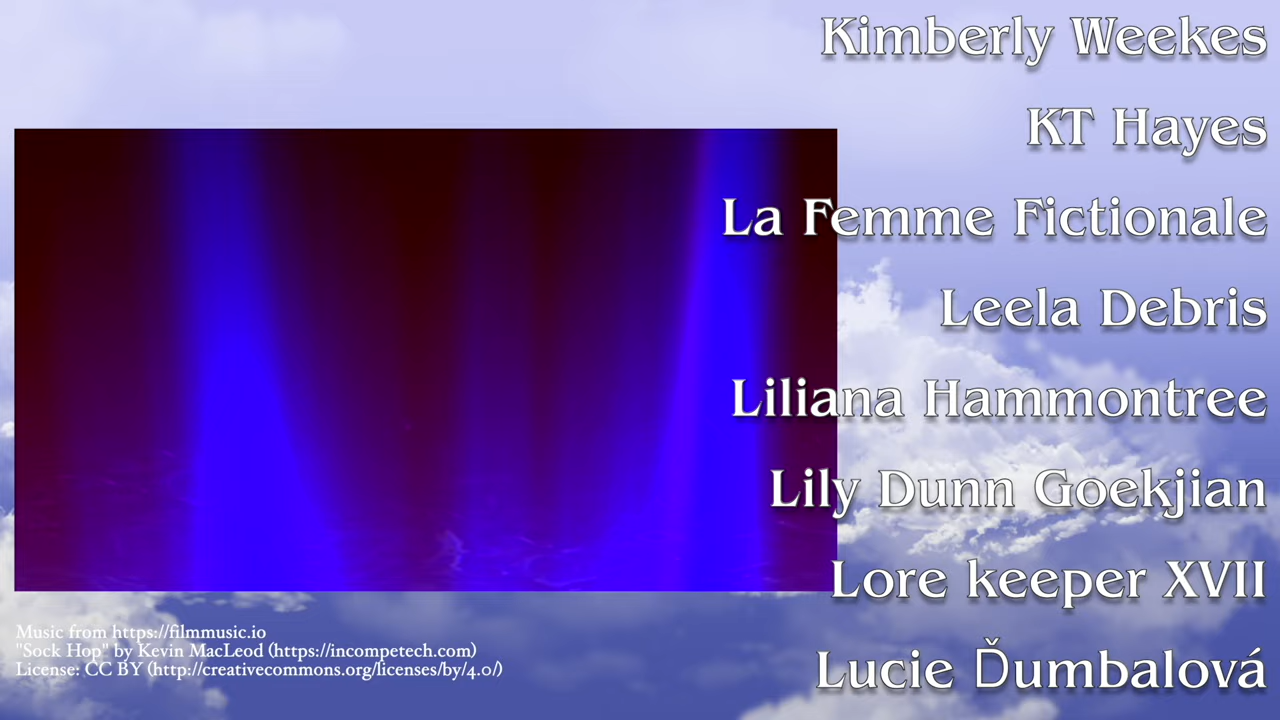 Kimberly Weekes
KT Hayes
La Femme Fictionale
Leela Debris
Liliana Hammontree
Lily Dunn Goekjian
Lore keeper XVII
Lucie Ďumbalová
Music from https://filmmusic.io
"Sock Hop" by Kevin MacLeod (https://incompetech.com)
License: CC BY (http://creativecommons.org/licenses/by/4.0/)